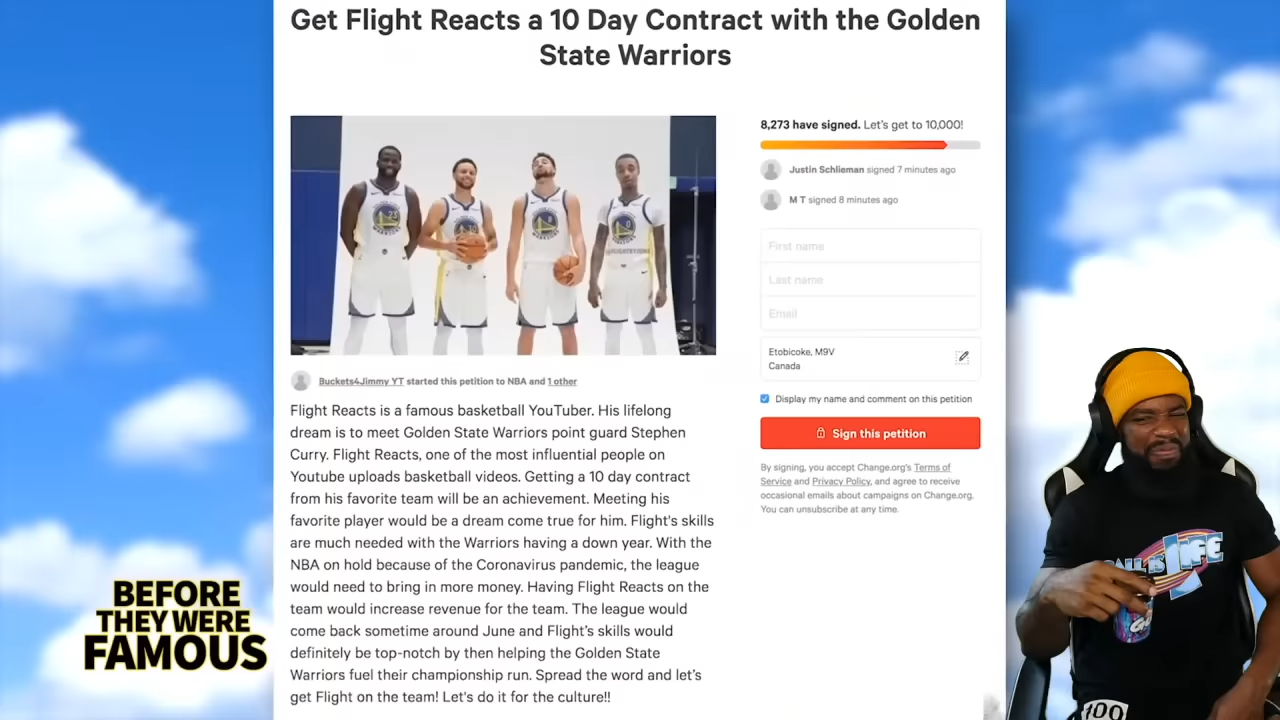 Get Flight Reacts a 10 Day Contract with the Golden
State Warriors
8,273 have signed. Let's get to 10,000!
Justin Schlieman signed 7 minutes ago
M T signed 8 minutes ago
First name
Last name
Email
Etobicoke, M9V
Canada
Display my name and comment on this petition
Sign this petition
By signing, you accept Change.org's Terms of
Service and Privacy Policy, and agree to receive
occasional emails about campaigns on Change.org.
You can unsubscribe at any time.
23
Buckets4Jimmy YT started this petition to NBA and 1 other
Flight Reacts is a famous basketball YouTuber. His lifelong
dream is to meet Golden State Warriors point guard Stephen
Curry. Flight Reacts, one of the most influential people on
Youtube uploads basketball videos. Getting a 10 day contract
from his favorite team will be an achievement. Meeting his
favorite player would be a dream come true for him. Flight's skills
are much needed with the Warriors having a down year. With the
NBA on hold because of the Coronavirus pandemic, the league
would need to bring in more money. Having Flight Reacts on the
team would increase revenue for the team. The league would
come back sometime around June and Flight's skills would
definitely be top-notch by then helping the Golden State
Warriors fuel their championship run. Spread the word and let's
get Flight on the team! Let's do it for the culture!!
BEFORE
THEY WERE
FAMOUS
LIFE
100